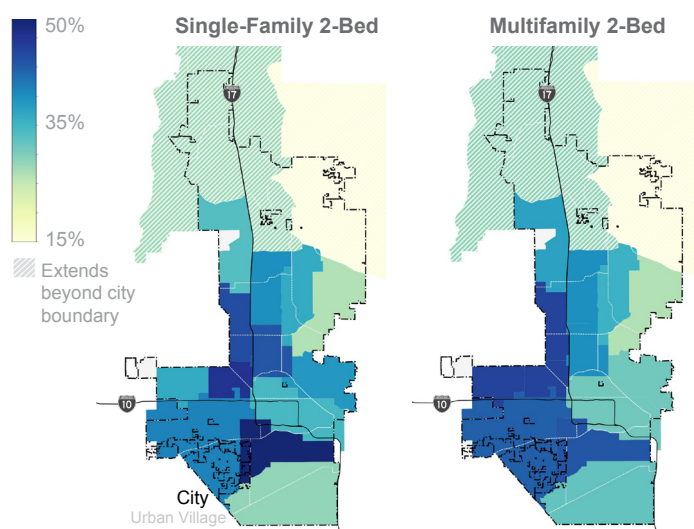 Single-Family 2-Bed
Multifamily 2-Bed
50%
35%
15%
Extends
beyond city
boundary
17
17
10
10
City
Urban Village